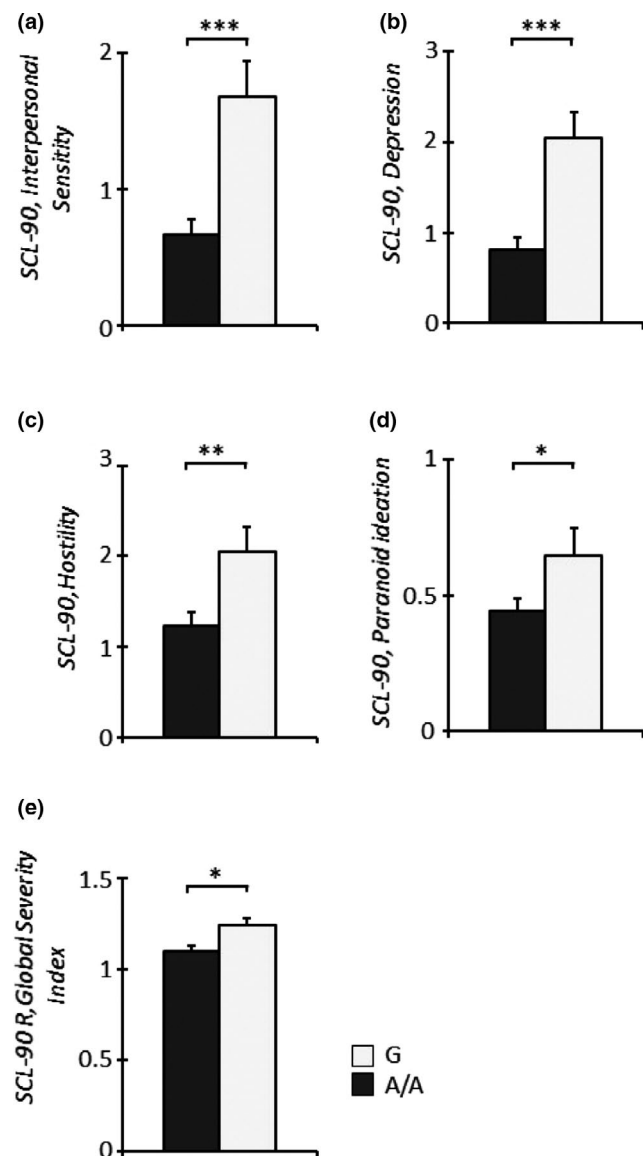 (a)
***
2
1
0
SCL-90, Interpersonal
Sensitity
(b)
***
3
2
1
0
SCL-90, Depression
(c)
**
3
2
1
0
SCL-90,Hostility
(d)
*
1
0.5
0
SCL-90, Paranoid ideation
(e)
*
1.5
1
0.5
0
SCL-90 R,Global Severity
Index
G
A/A